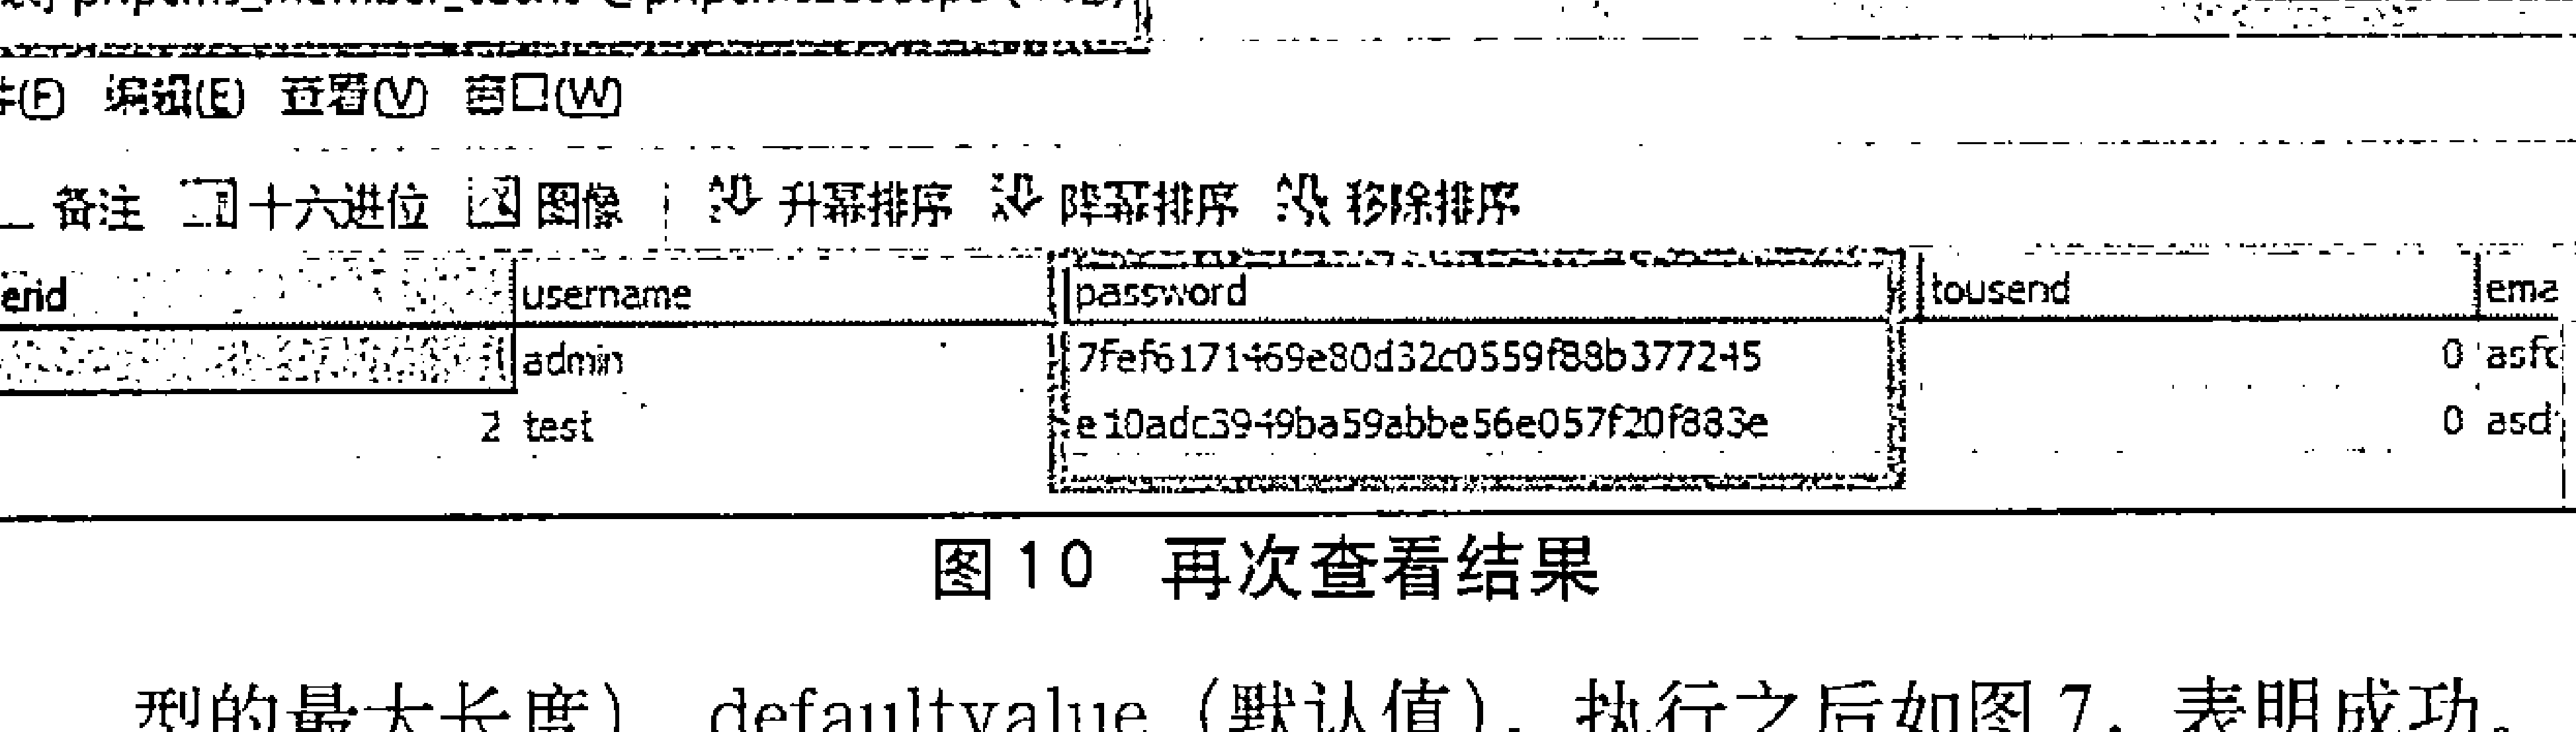 (F) 编辑(E) 查看(V) 窗口(W)
备注 十六进位 图像 升幂排序 降幂排序 移除排序
erid username password tousend ema
admin 7fef6171469e80d32c0559f88b377245 0 asfd
2 test e10adc3949ba59abbe56e057f20f883e 0 asd
图10 再次查看结果
型的最大长度) defaultvalue (默认值), 执行之后如图7, 表明成功。